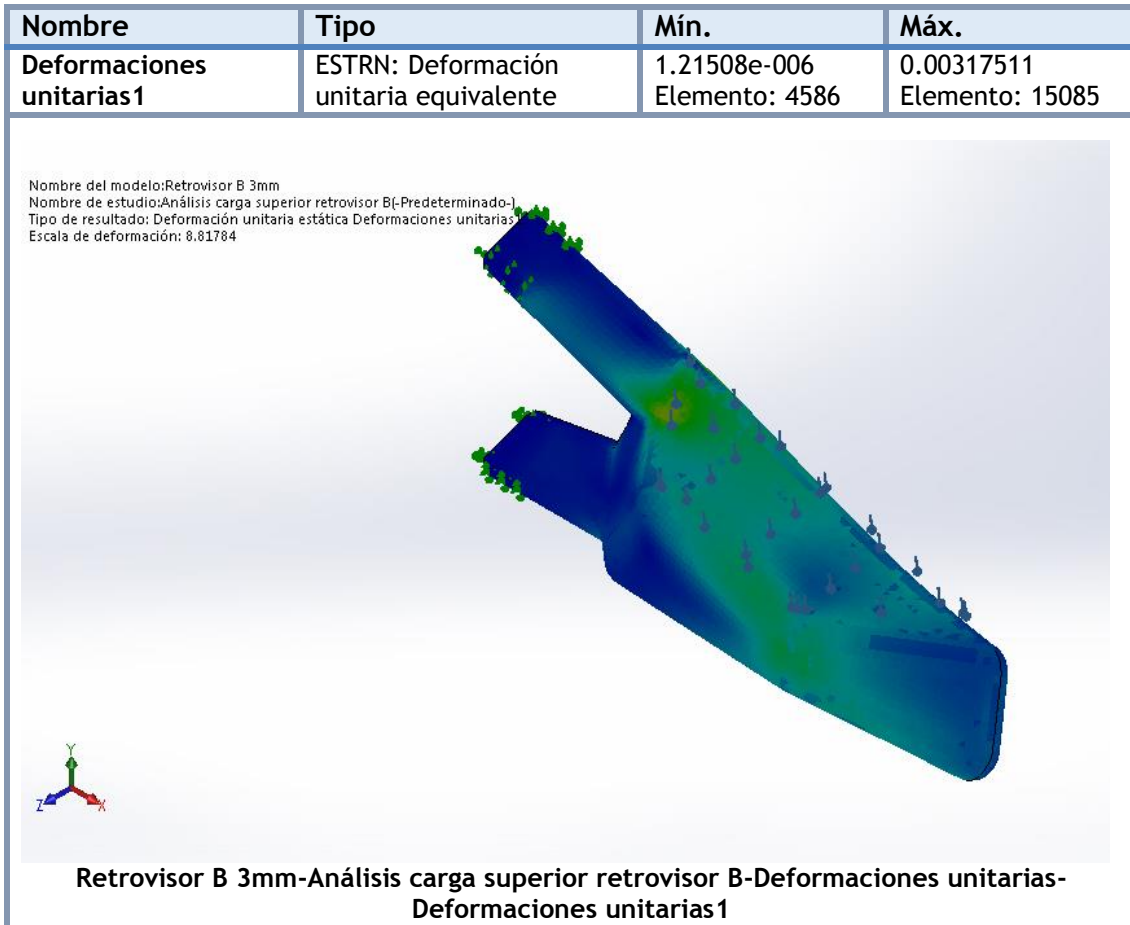 Nombre Tipo Mín. Máx.
Deformaciones unitarias1 ESTRN: Deformación unitaria equivalente 1.21508e-006 Elemento: 4586 0.00317511 Elemento: 15085
Nombre del modelo:Retrovisor B 3mm
Nombre de estudio:Análisis carga superior retrovisor B(-Predeterminado-)
Tipo de resultado: Deformación unitaria estática Deformaciones unitarias
Escala de deformación: 8.81784
Y
Z X
Retrovisor B 3mm-Análisis carga superior retrovisor B-Deformaciones unitarias-
Deformaciones unitarias1